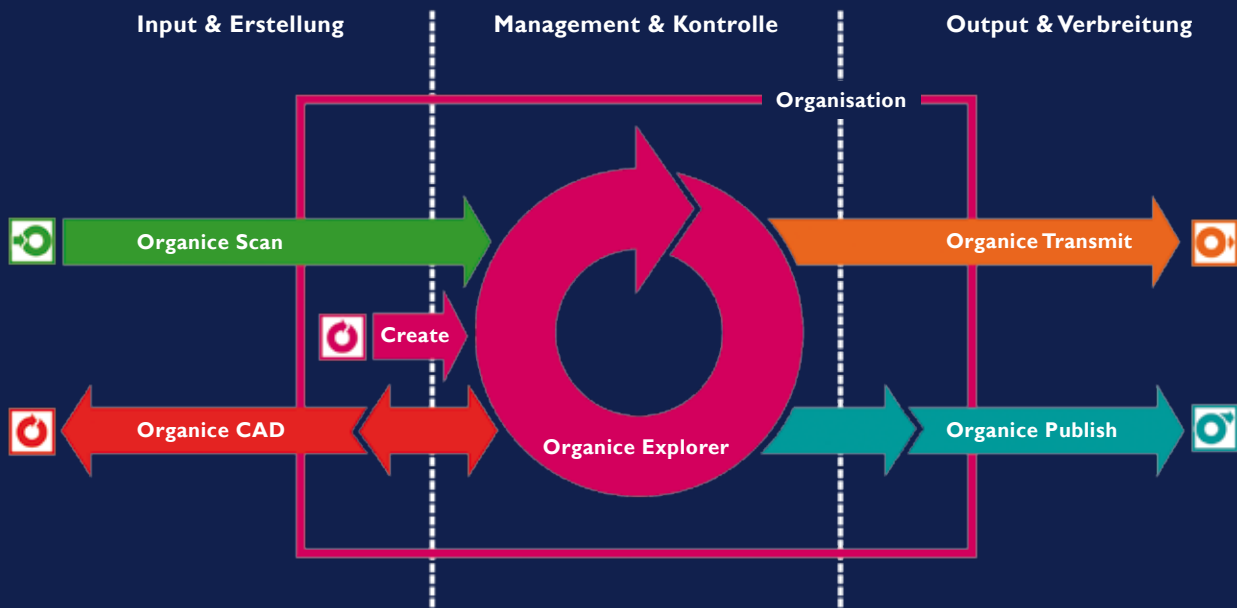 Input & Erstellung
Management & Kontrolle
Output & Verbreitung
Organisation
Organice Scan
Organice Transmit
Create
Organice CAD
Organice Explorer
Organice Publish